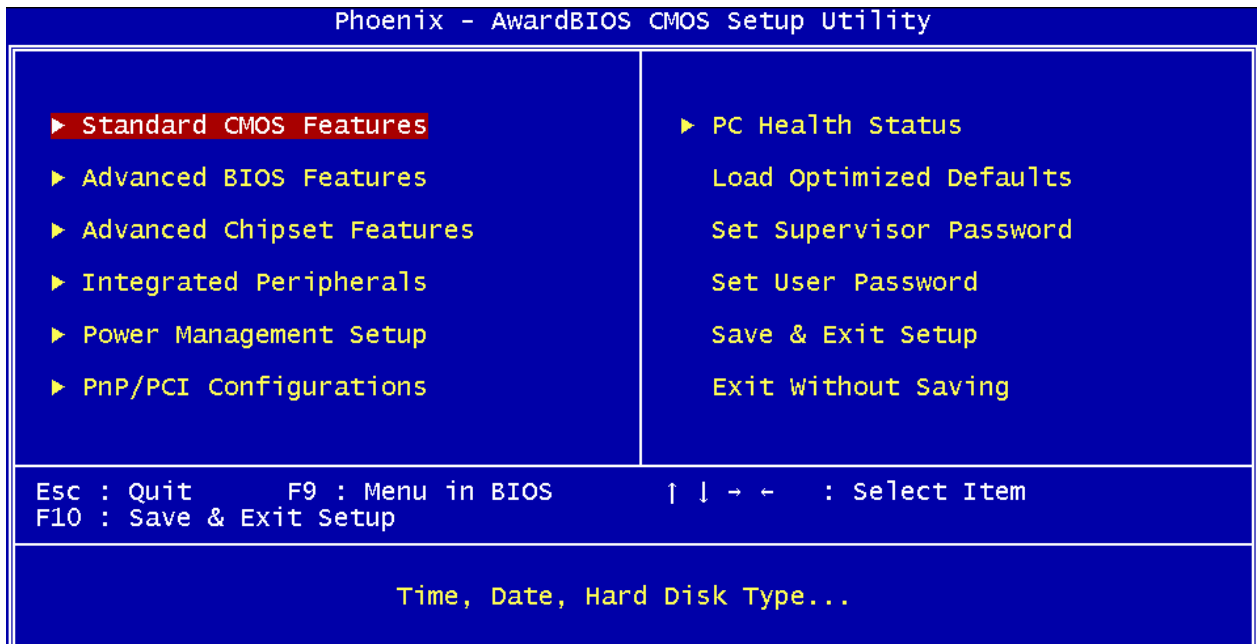 Phoenix - AwardBIOS CMOS Setup Utility
▶ Standard CMOS Features
▶ Advanced BIOS Features
▶ Advanced Chipset Features
▶ Integrated Peripherals
▶ Power Management Setup
▶ PnP/PCI Configurations
▶ PC Health Status
Load Optimized Defaults
Set Supervisor Password
Set User Password
Save & Exit Setup
Exit Without Saving
Esc : Quit F9 : Menu in BIOS ↑ ↓ → ← : Select Item
F10 : Save & Exit Setup
Time, Date, Hard Disk Type...